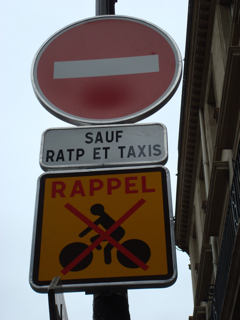 SAUF
RATP ET TAXIS
RAPPEL